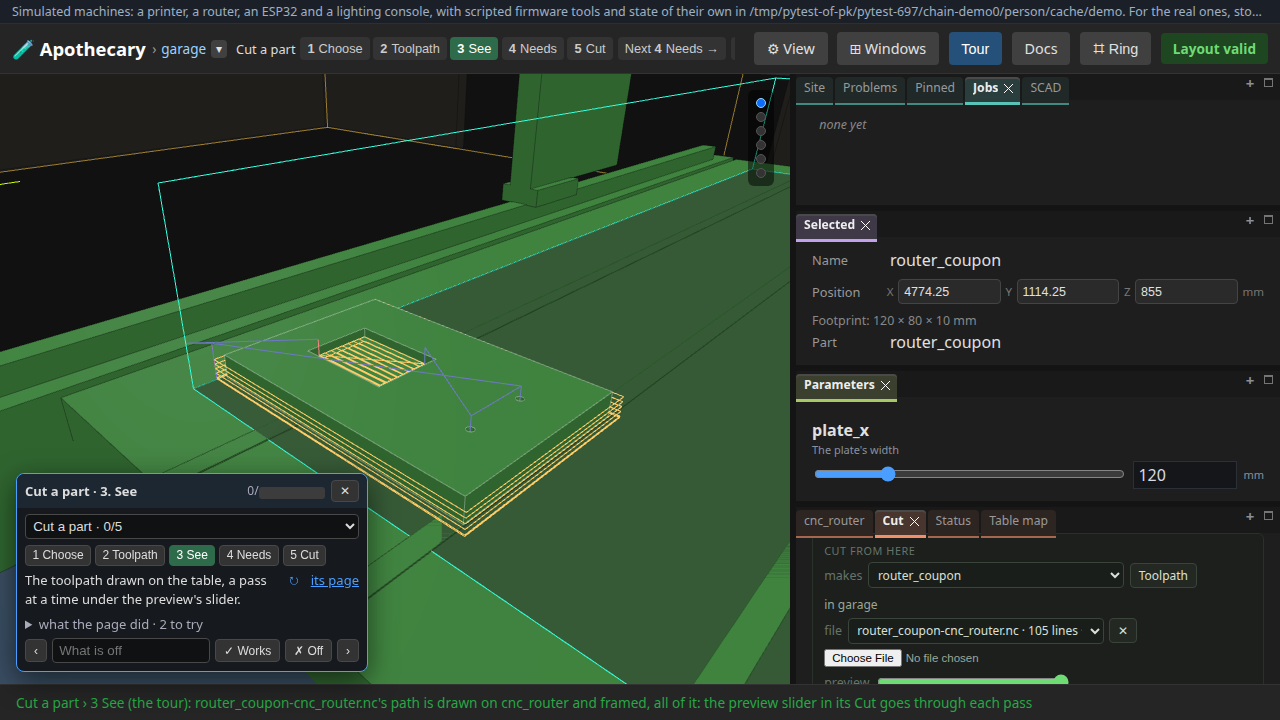 Simulated machines: a printer, a router, an ESP32 and a lighting console, with scripted firmware tools and state of their own in /tmp/pytest-of-pk/pytest-697/chain-demo0/person/cache/demo. For the real ones, sto...
Apothecary › garage ▾ Cut a part 1 Choose 2 Toolpath 3 See 4 Needs 5 Cut Next 4 Needs → View Windows Tour Docs Ring Layout valid
Site Problems Pinned Jobs SCAD
none yet
Selected
Name router_coupon
Position X 4774.25 Y 1114.25 Z 855 mm
Footprint: 120 × 80 × 10 mm
Part router_coupon
Parameters
plate_x
The plate's width
120 mm
cnc_router Cut Status Table map
CUT FROM HERE
makes router_coupon Toolpath
in garage
file router_coupon-cnc_router.nc · 105 lines ✕
Choose File No file chosen
preview
Cut a part · 3. See 0/ ✕
Cut a part · 0/5
1 Choose 2 Toolpath 3 See 4 Needs 5 Cut
The toolpath drawn on the table, a pass ↻ its page
at a time under the preview's slider.
▶ what the page did · 2 to try
‹ What is off ✓ Works ✗ Off ›
Cut a part › 3 See (the tour): router_coupon-cnc_router.nc's path is drawn on cnc_router and framed, all of it: the preview slider in its Cut goes through each pass